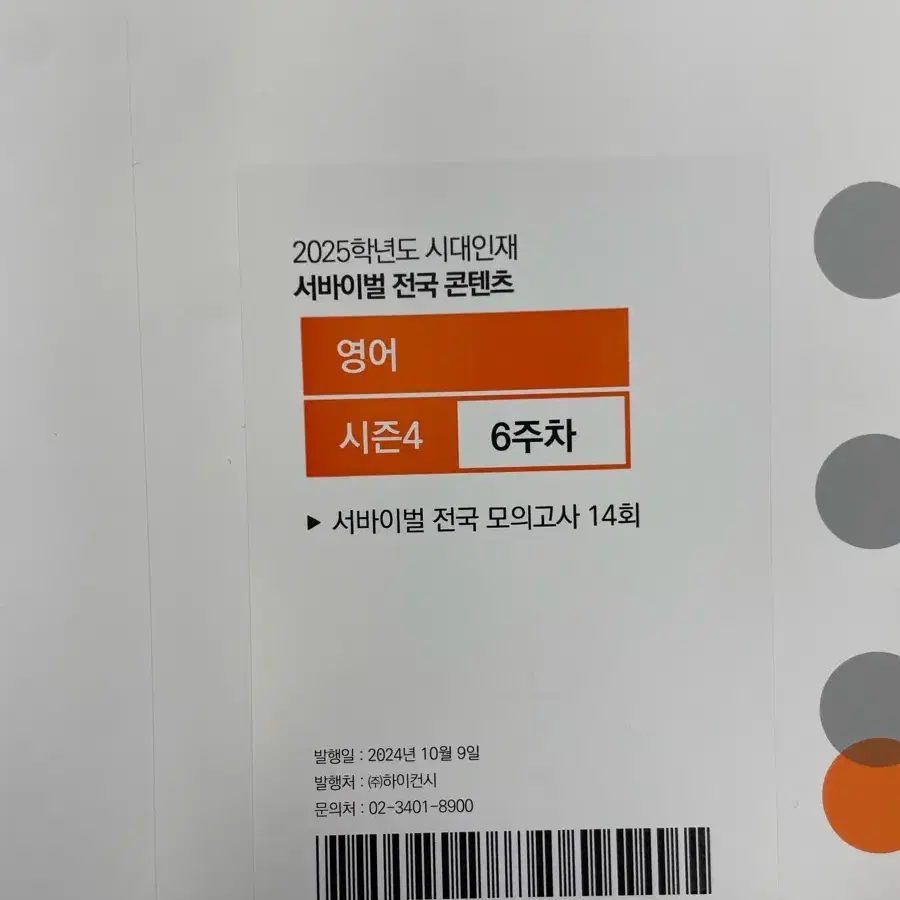 2025학년도 시대인재
서바이벌 전국 콘텐츠
영어
시즌4 6주차
▶ 서바이벌 전국 모의고사 14회
발행일 : 2024년 10월 9일
발행처 : ㈜하이컨시
문의처 : 02-3401-8900